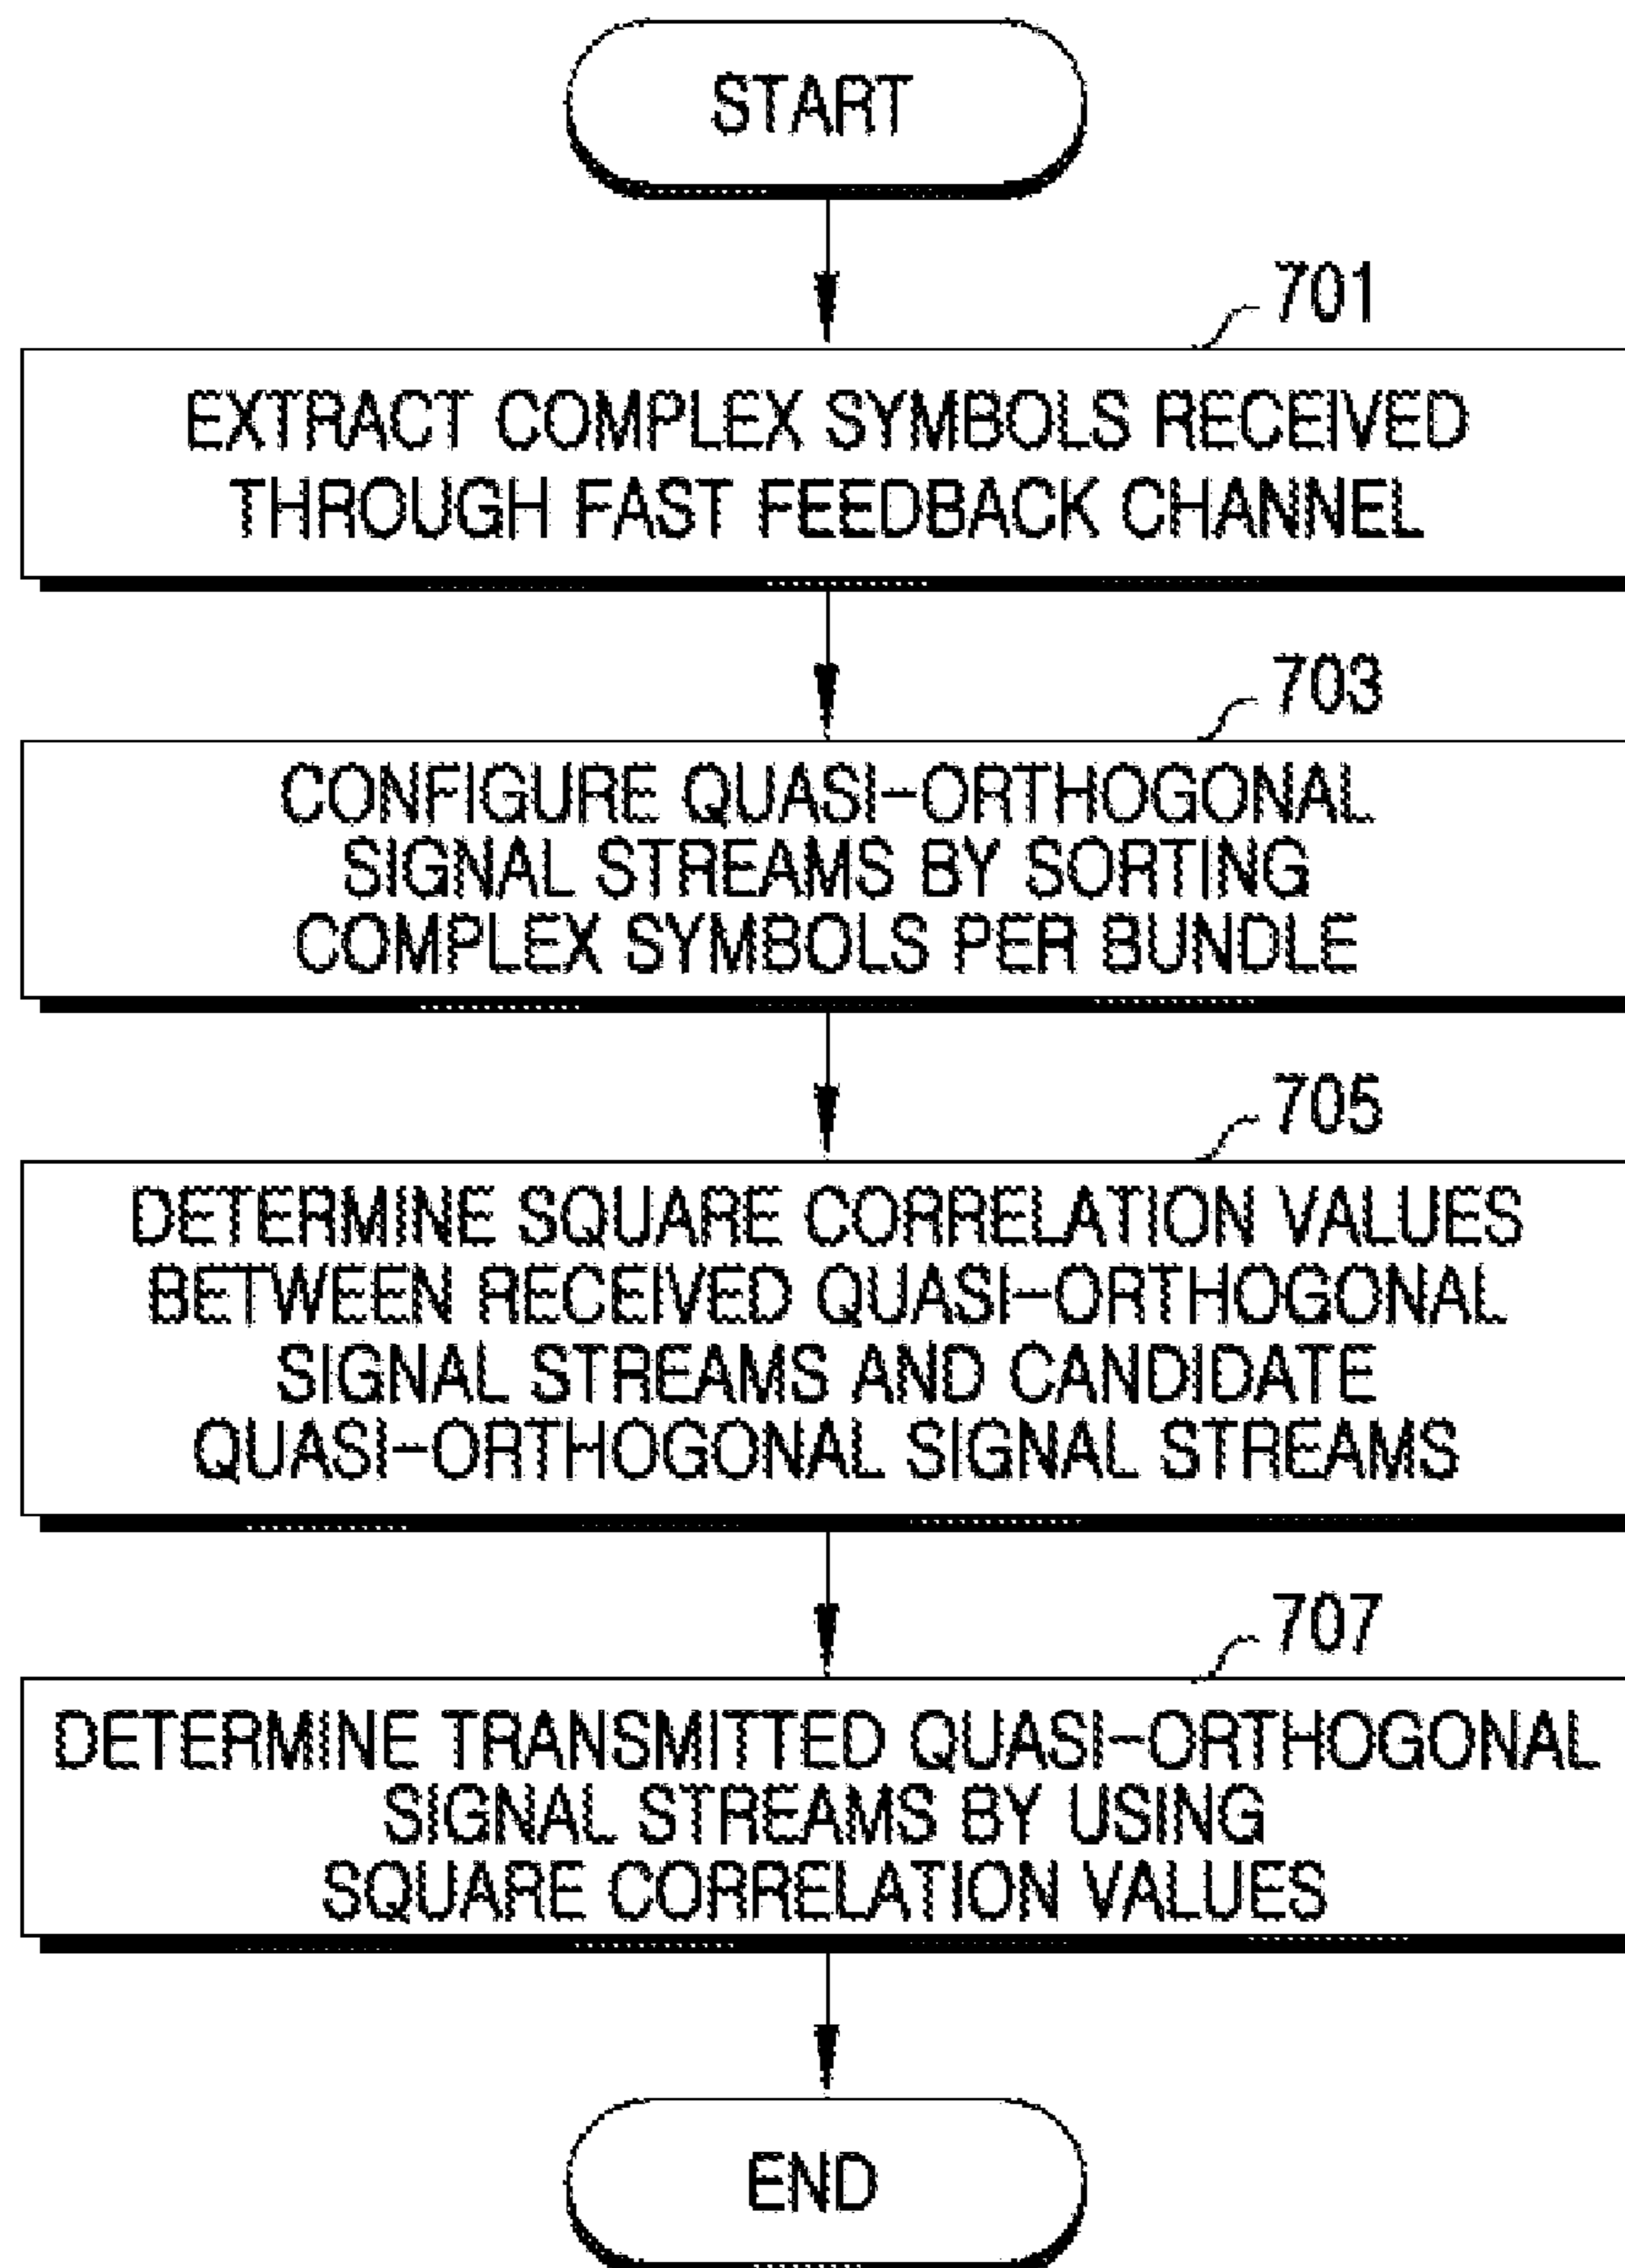 START
701
EXTRACT COMPLEX SYMBOLS RECEIVED
THROUGH FAST FEEDBACK CHANNEL
703
CONFIGURE QUASI-ORTHOGONAL
SIGNAL STREAMS BY SORTING
COMPLEX SYMBOLS PER BUNDLE
705
DETERMINE SQUARE CORRELATION VALUES
BETWEEN RECEIVED QUASI-ORTHOGONAL
SIGNAL STREAMS AND CANDIDATE
QUASI-ORTHOGONAL SIGNAL STREAMS
707
DETERMINE TRANSMITTED QUASI-ORTHOGONAL
SIGNAL STREAMS BY USING
SQUARE CORRELATION VALUES
END